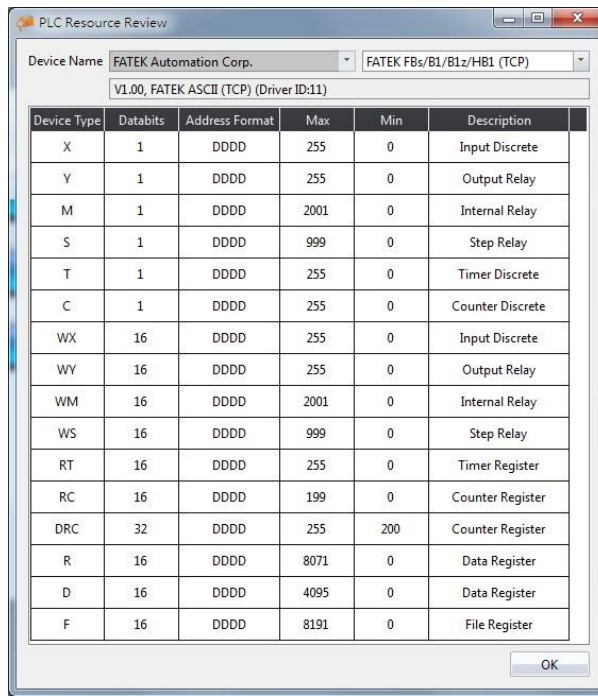 PLC Resource Review
Device Name FATEK Automation Corp. FATEK FBs/B1/B1z/HB1 (TCP)
V1.00, FATEK ASCII (TCP) (Driver ID:11)
Device Type Databits Address Format Max Min Description
X 1 DDDD 255 0 Input Discrete
Y 1 DDDD 255 0 Output Relay
M 1 DDDD 2001 0 Internal Relay
S 1 DDDD 999 0 Step Relay
T 1 DDDD 255 0 Timer Discrete
C 1 DDDD 255 0 Counter Discrete
WX 16 DDDD 255 0 Input Discrete
WY 16 DDDD 255 0 Output Relay
WM 16 DDDD 2001 0 Internal Relay
WS 16 DDDD 999 0 Step Relay
RT 16 DDDD 255 0 Timer Register
RC 16 DDDD 199 0 Counter Register
DRC 32 DDDD 255 200 Counter Register
R 16 DDDD 8071 0 Data Register
D 16 DDDD 4095 0 Data Register
F 16 DDDD 8191 0 File Register
OK